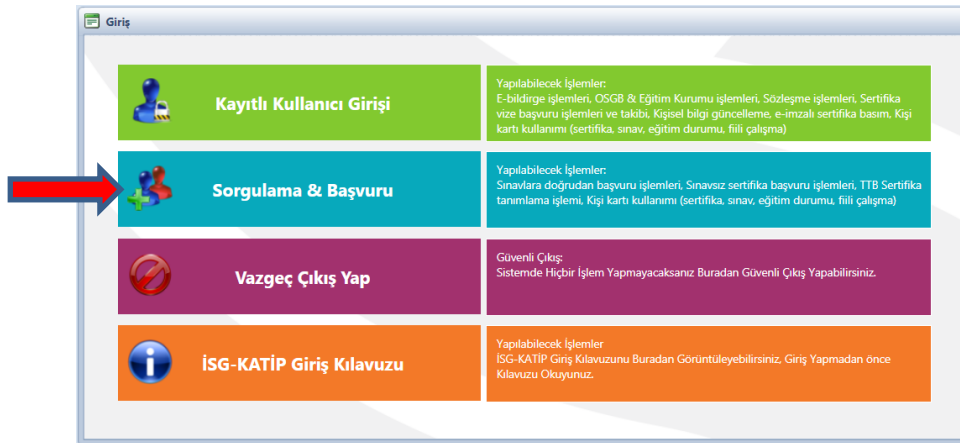 Giriş
Kayıtlı Kullanıcı Girişi
Yapılabilecek İşlemler:
E-bildirge işlemleri, OSGB & Eğitim Kurumu işlemleri, Sözleşme işlemleri, Sertifika
vize başvuru işlemleri ve takibi, Kişisel bilgi güncelleme, e-imzalı sertifika basım, Kişi
kartı kullanımı (sertifika, sınav, eğitim durumu, fiili çalışma)
Sorgulama & Başvuru
Yapılabilecek İşlemler:
Sınavlara doğrudan başvuru işlemleri, Sınavsız sertifika başvuru işlemleri, TTB Sertifika
tanımlama işlemi, Kişi kartı kullanımı (sertifika, sınav, eğitim durumu, fiili çalışma)
Vazgeç Çıkış Yap
Güvenli Çıkış:
Sistemde Hiçbir İşlem Yapmayacaksanız Buradan Güvenli Çıkış Yapabilirsiniz.
İSG-KATİP Giriş Kılavuzu
Yapılabilecek İşlemler
İSG-KATİP Giriş Kılavuzunu Buradan Görüntüleyebilirsiniz, Giriş Yapmadan önce
Kılavuzu Okuyunuz.